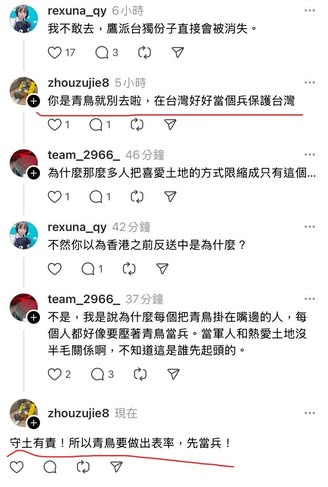 rexuna_qy 6小時
我不敢去，鷹派台獨份子直接會被消失。
17 3
zhouzujie8 5小時
你是青鳥就別去啦，在台灣好好當個兵保護台灣
1 1
team_2966_ 46分鐘
為什麼那麼多人把喜愛土地的方式限縮成只有這個...
1 1
rexuna_qy 42分鐘
不然你以為香港之前反送中是為什麼？
1
team_2966_ 37分鐘
不是，我是說為什麼每個把青鳥掛在嘴邊的人，每
個人都好像要壓著青鳥當兵。當軍人和熱愛土地沒
半毛關係啊，不知道這是誰先起頭的。
2 3
zhouzujie8 現在
守土有責！所以青鳥要做出表率，先當兵！